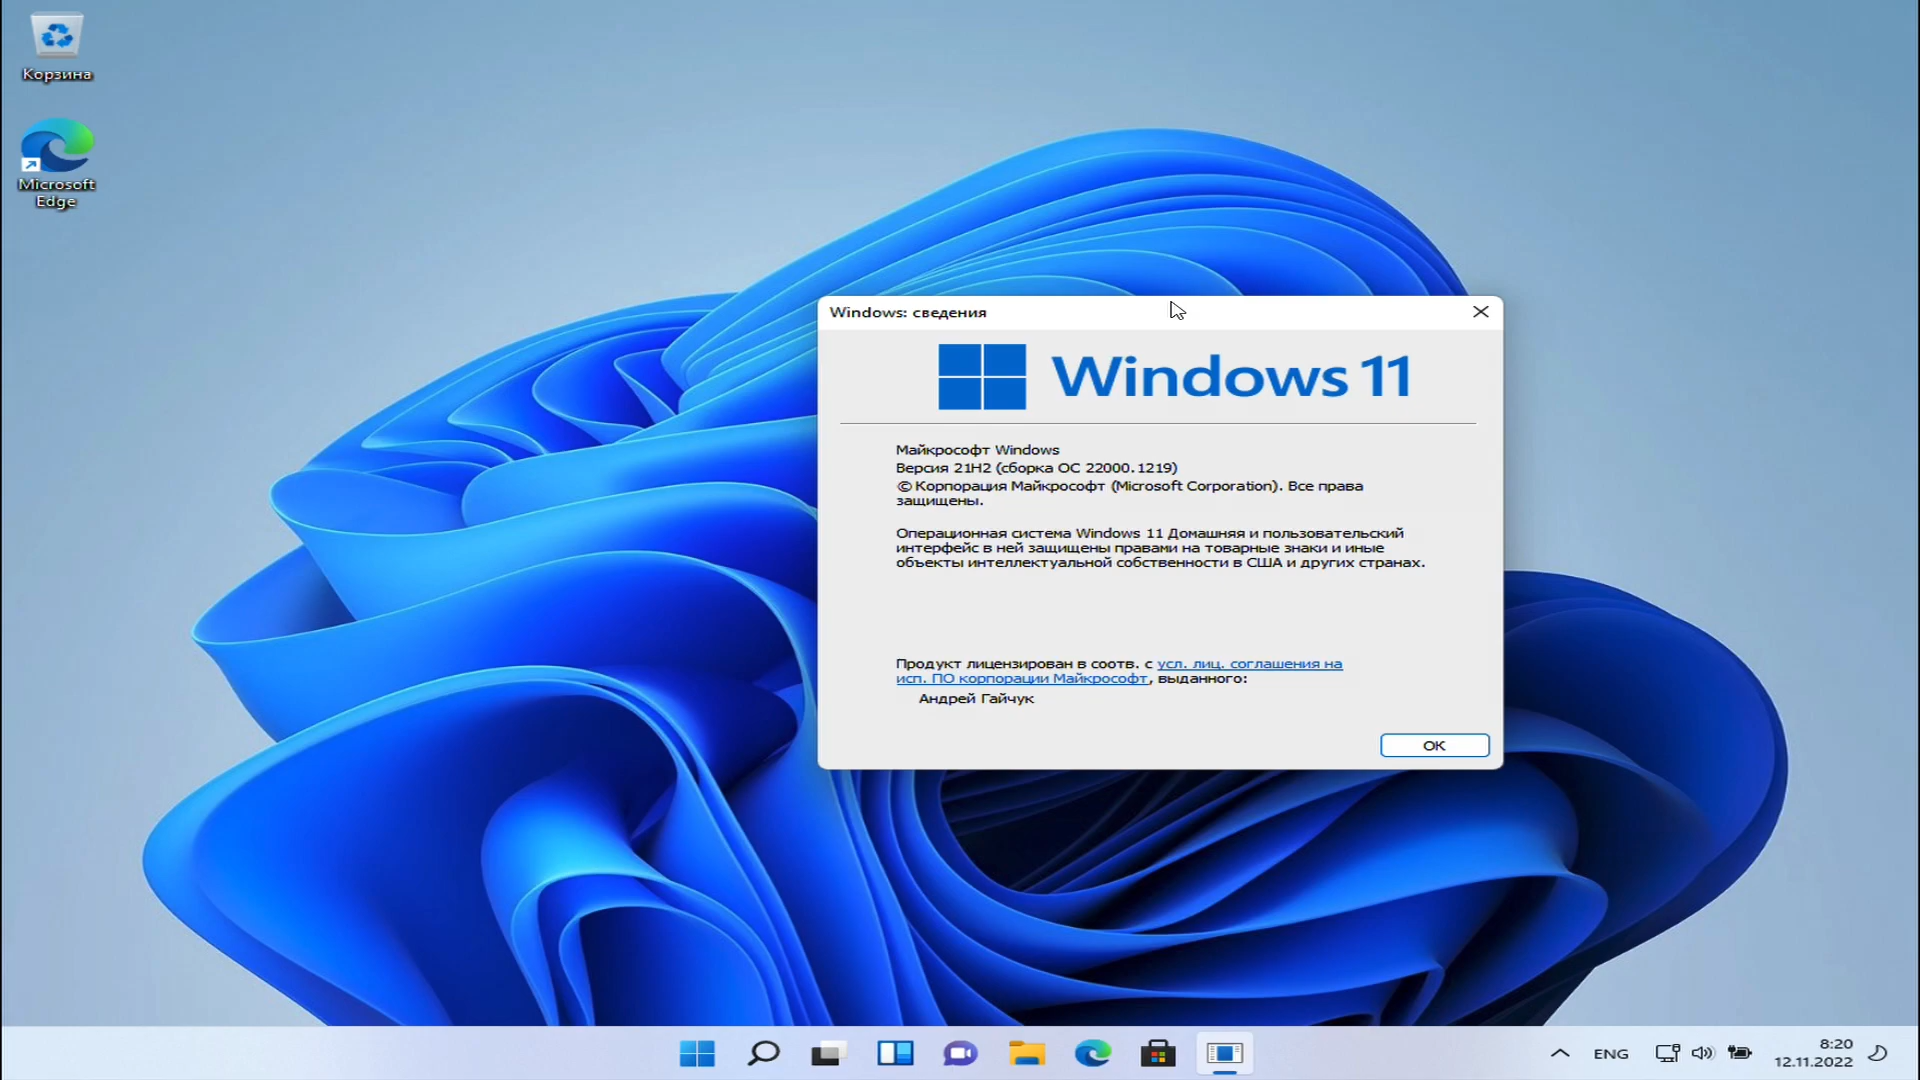 Корзина
Microsoft
Edge
Windows: сведения
Windows 11
Майкрософт Windows
Версия 21H2 (сборка ОС 22000.1219)
© Корпорация Майкрософт (Microsoft Corporation). Все права
защищены.
Операционная система Windows 11 Домашняя и пользовательский
интерфейс в ней защищены правами на товарные знаки и иные
объекты интеллектуальной собственности в США и других странах.
Продукт лицензирован в соотв. с усл. лиц. соглашения на
исп. ПО корпорации Майкрософт, выданного:
Андрей Гайчук
OK
ENG
8:20
12.11.2022